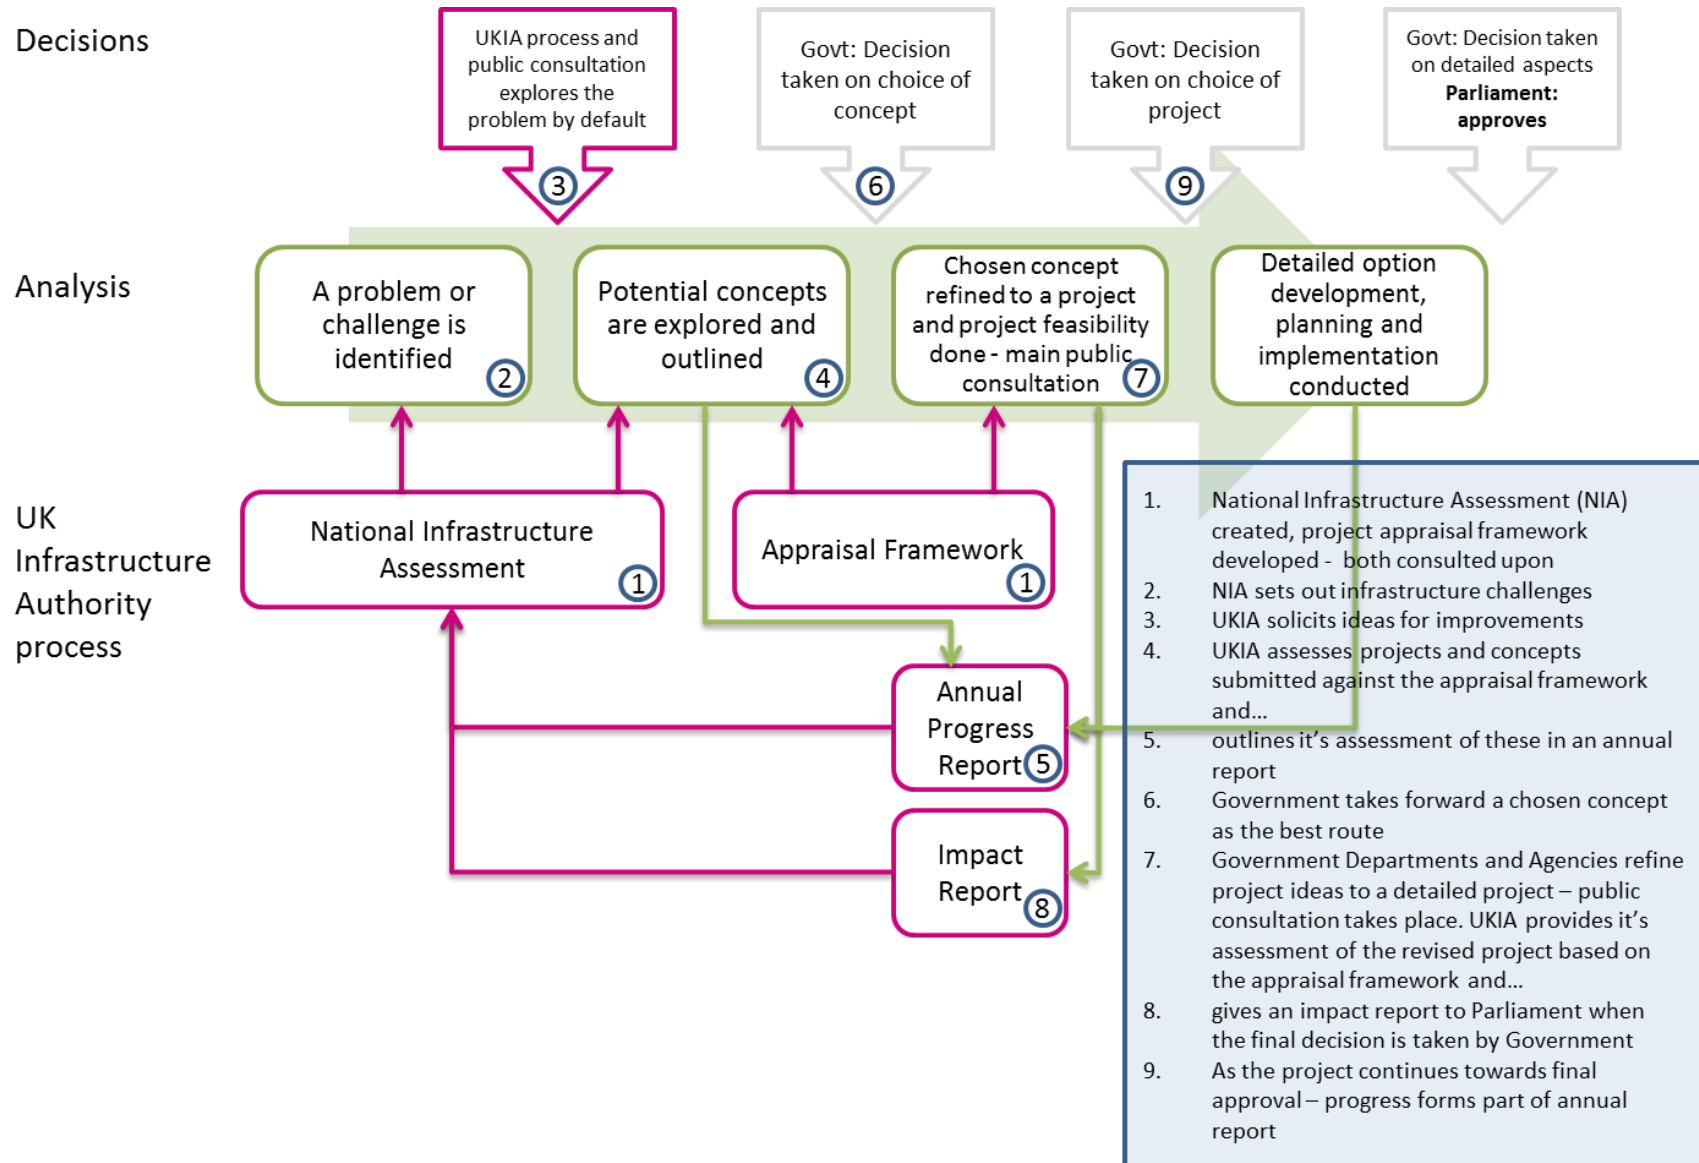 Decisions
UKIA process and
public consultation
explores the
problem by default
3
Govt: Decision
taken on choice of
concept
6
Govt: Decision
taken on choice of
project
9
Govt: Decision taken
on detailed aspects
Parliament:
approves
Analysis
A problem or
challenge is
identified
2
Potential concepts
are explored and
outlined
4
Chosen concept
refined to a project
and project feasibility
done - main public
consultation
7
Detailed option
development,
planning and
implementation
conducted
UK
Infrastructure
Authority
process
National Infrastructure
Assessment
1
Appraisal Framework
1
Annual
Progress
Report
5
Impact
Report
8
1. National Infrastructure Assessment (NIA)
created, project appraisal framework
developed - both consulted upon
2. NIA sets out infrastructure challenges
3. UKIA solicits ideas for improvements
4. UKIA assesses projects and concepts
submitted against the appraisal framework
and...
5. outlines it's assessment of these in an annual
report
6. Government takes forward a chosen concept
as the best route
7. Government Departments and Agencies refine
project ideas to a detailed project – public
consultation takes place. UKIA provides it's
assessment of the revised project based on
the appraisal framework and...
8. gives an impact report to Parliament when
the final decision is taken by Government
9. As the project continues towards final
approval – progress forms part of annual
report